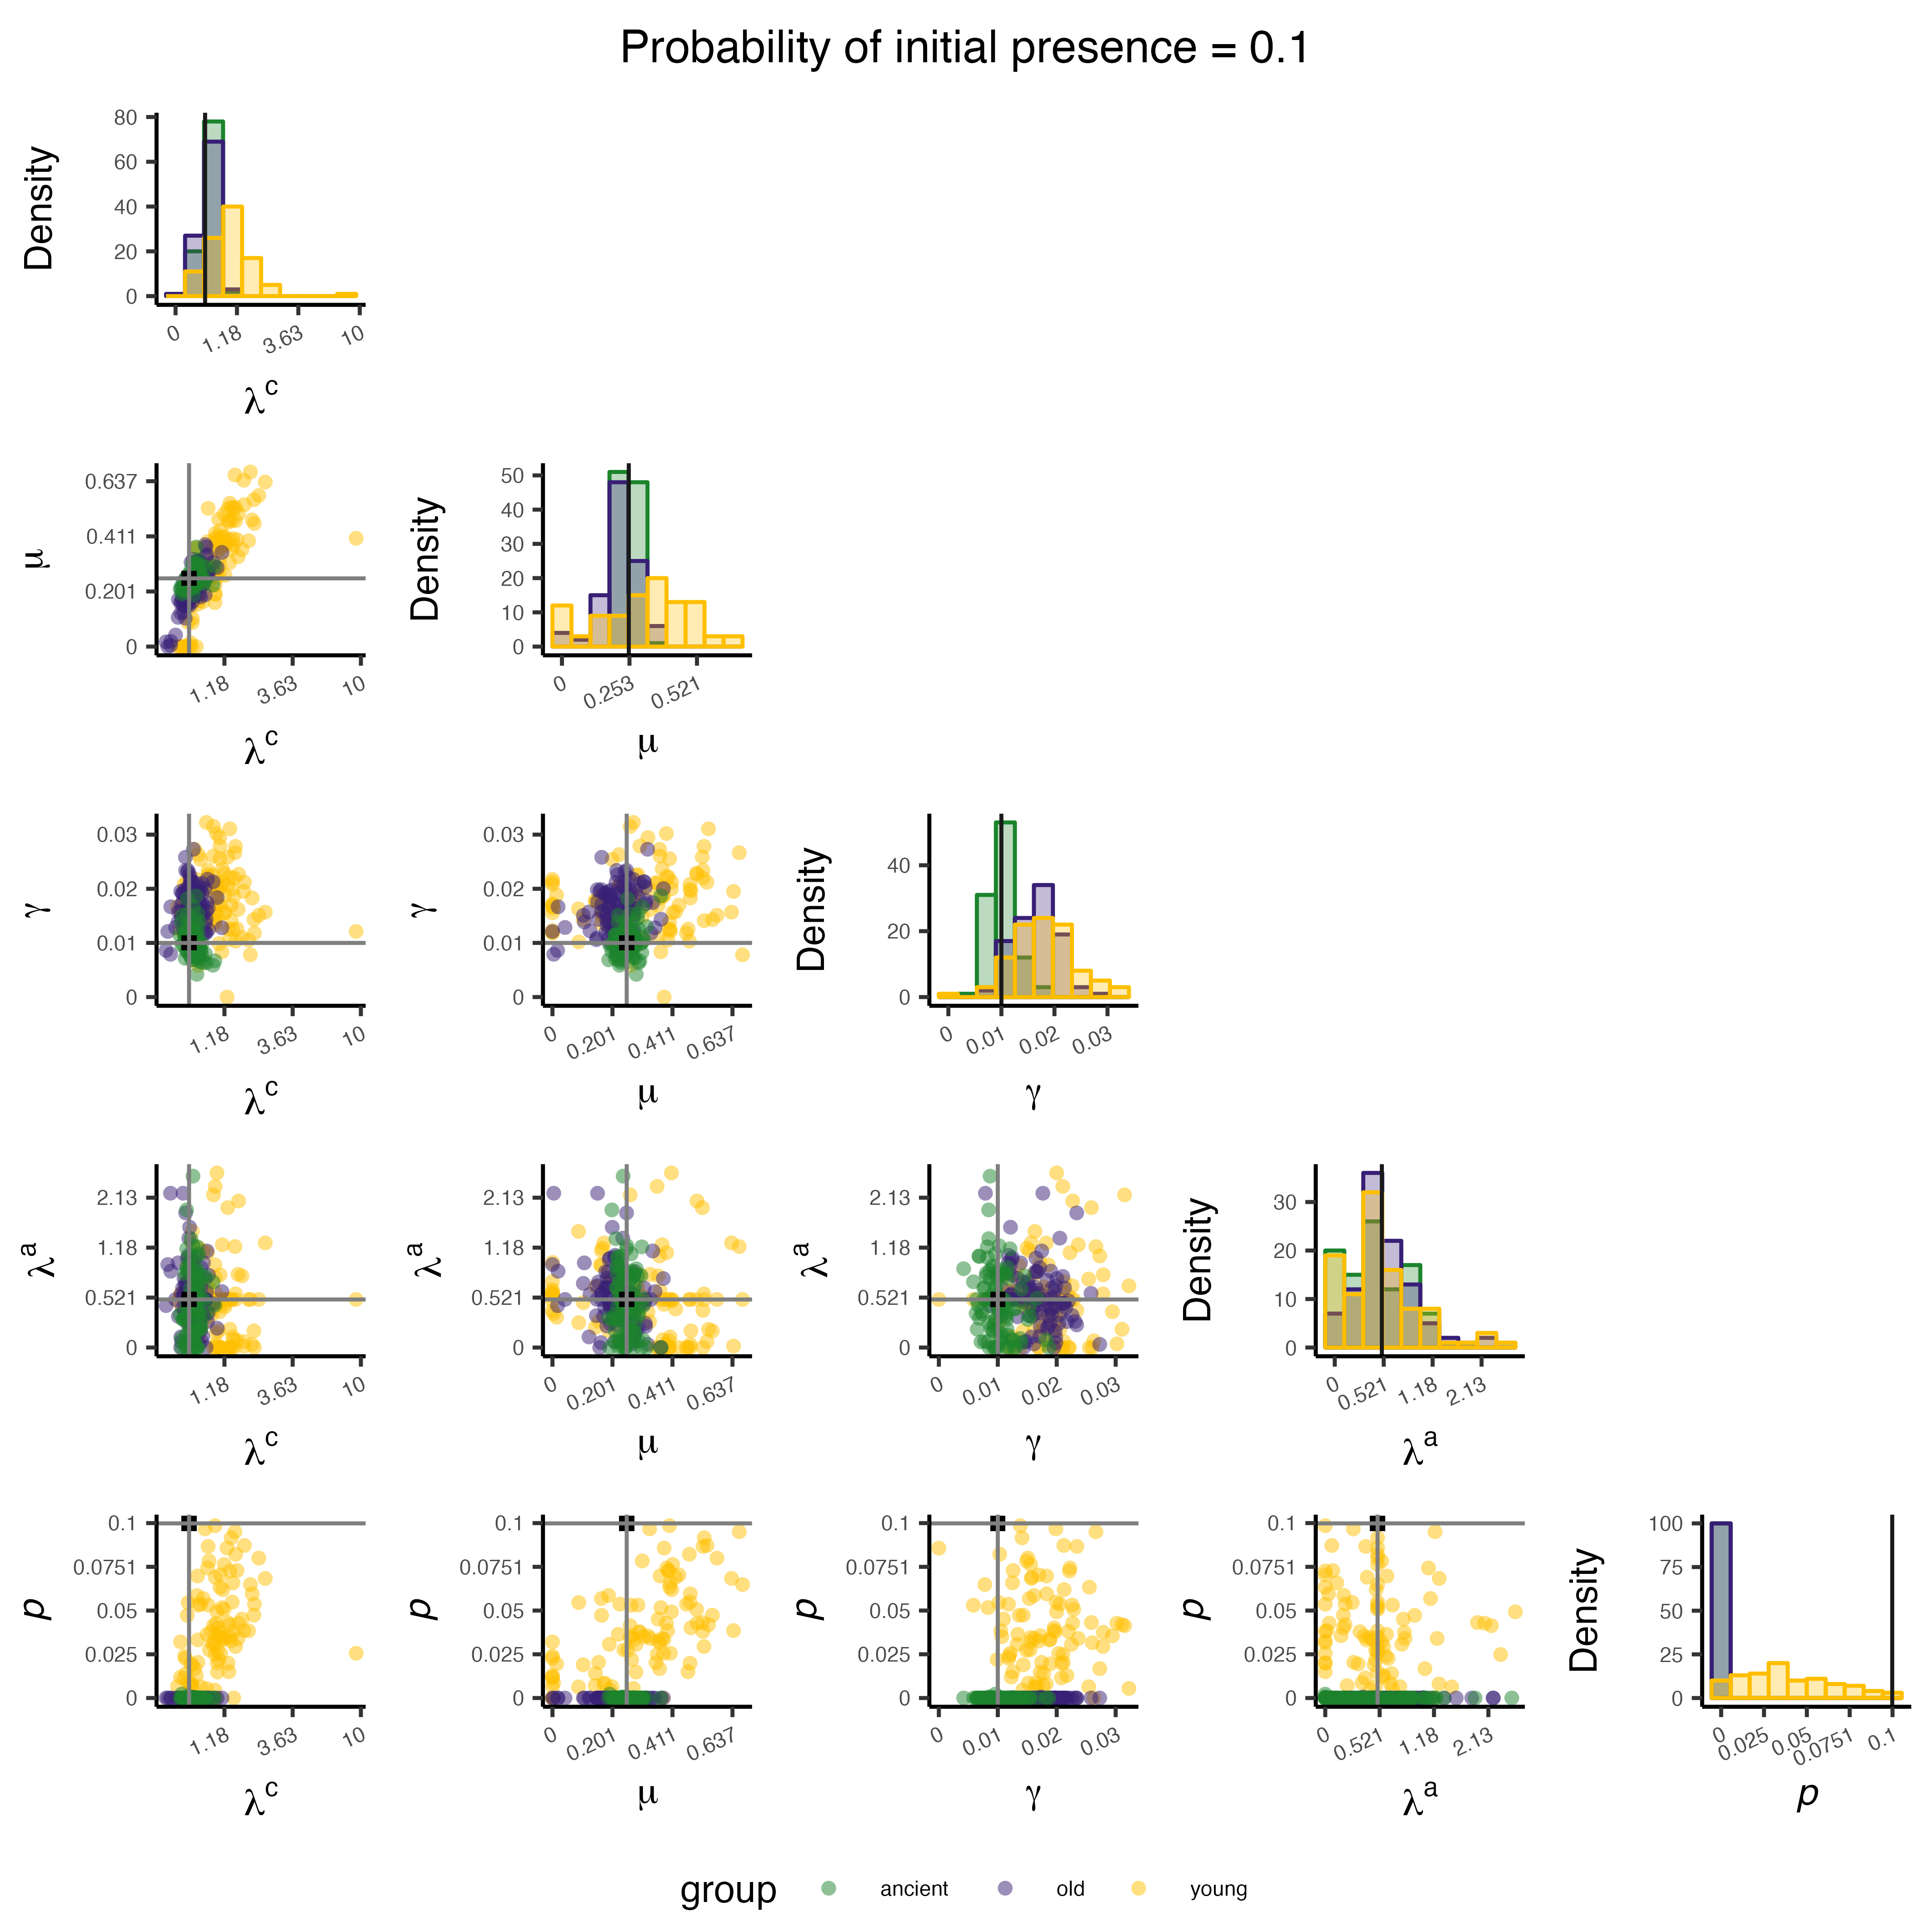 Probability of initial presence = 0.1
Density
80
60
40
20
0
0 1.18 3.63 10
λc
μ
0.637
0.411
0.201
0
1.18 3.63 10
λc
Density
50
40
30
20
10
0
0 0.253 0.521
μ
γ
0.03
0.02
0.01
0
1.18 3.63 10
λc
γ
0.03
0.02
0.01
0
0 0.201 0.411 0.637
μ
Density
40
20
0
0 0.01 0.02 0.03
γ
λa
2.13
1.18
0.521
0
1.18 3.63 10
λc
λa
2.13
1.18
0.521
0
0 0.201 0.411 0.637
μ
λa
2.13
1.18
0.521
0
0 0.01 0.02 0.03
γ
Density
30
20
10
0
0 0.521 1.18 2.13
λa
p
0.1
0.0751
0.05
0.025
0
1.18 3.63 10
λc
p
0.1
0.0751
0.05
0.025
0
0 0.201 0.411 0.637
μ
p
0.1
0.0751
0.05
0.025
0
0 0.01 0.02 0.03
γ
p
0.1
0.0751
0.05
0.025
0
0 0.521 1.18 2.13
λa
Density
100
75
50
25
0
0 0.025 0.05 0.0751 0.1
p
group ancient old young